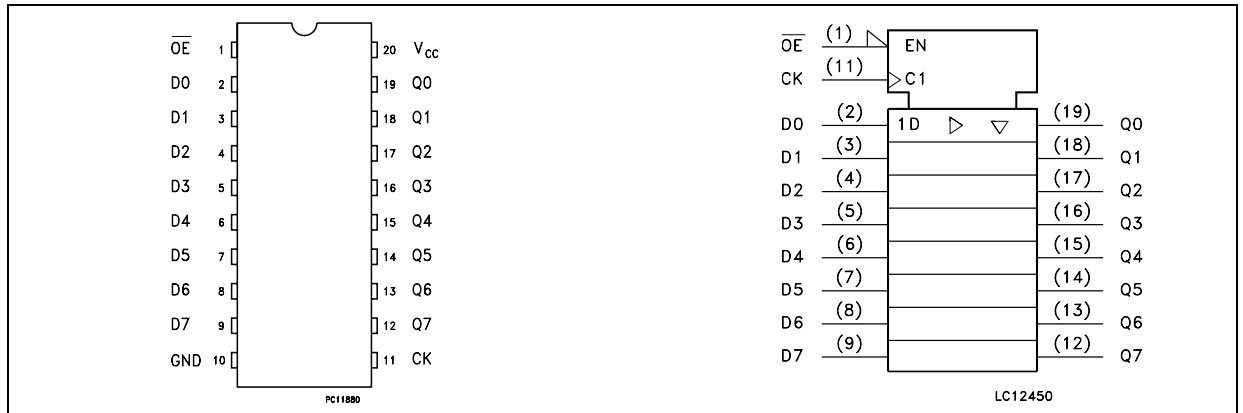 OE 1 20 VCC
D0 2 19 Q0
D1 3 18 Q1
D2 4 17 Q2
D3 5 16 Q3
D4 6 15 Q4
D5 7 14 Q5
D6 8 13 Q6
D7 9 12 Q7
GND 10 11 CK
PC11880
OE (1) EN
CK (11) C1
D0 (2) 1D (19) Q0
D1 (3) (18) Q1
D2 (4) (17) Q2
D3 (5) (16) Q3
D4 (6) (15) Q4
D5 (7) (14) Q5
D6 (8) (13) Q6
D7 (9) (12) Q7
LC12450